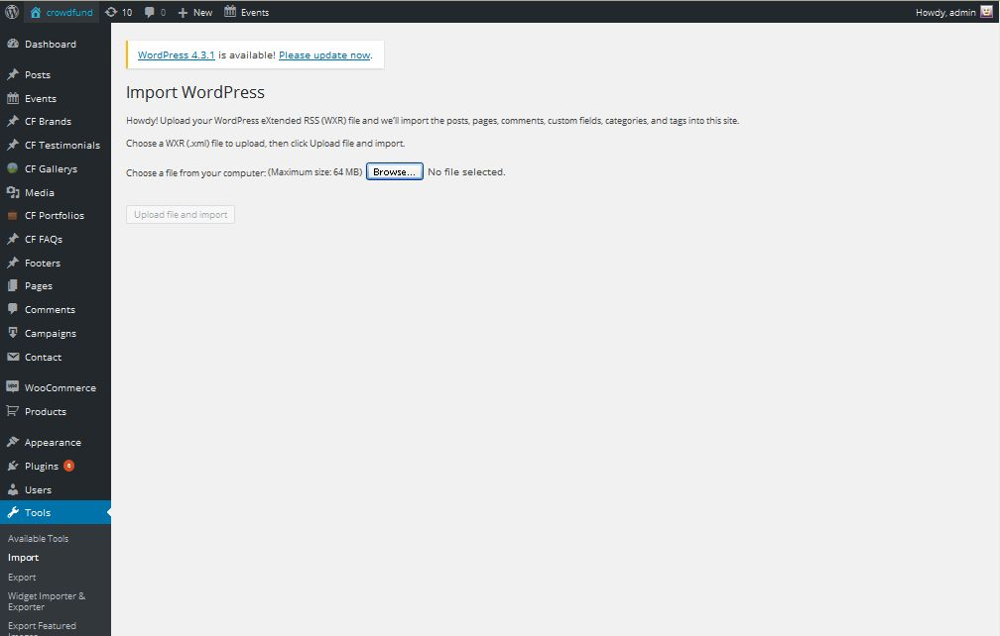 crowdfund 10 0 New Events Howdy, admin
Dashboard
Posts
Events
CF Brands
CF Testimonials
CF Gallerys
Media
CF Portfolios
CF FAQs
Footers
Pages
Comments
Campaigns
Contact
WooCommerce
Products
Appearance
Plugins 6
Users
Tools
Available Tools
Import
Export
Widget Importer &
Exporter
Export Featured
Images
WordPress 4.3.1 is available! Please update now.
Import WordPress
Howdy! Upload your WordPress eXtended RSS (WXR) file and we'll import the posts, pages, comments, custom fields, categories, and tags into this site.
Choose a WXR (.xml) file to upload, then click Upload file and import.
Choose a file from your computer: (Maximum size: 64 MB) Browse... No file selected.
Upload file and import